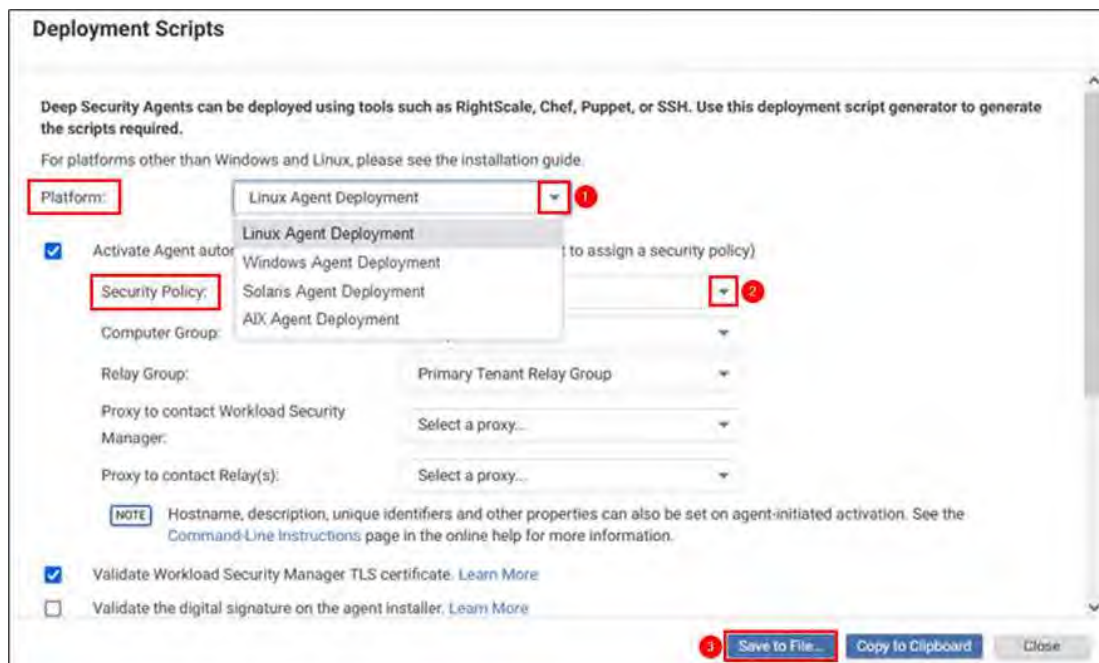 Deployment Scripts
Deep Security Agents can be deployed using tools such as RightScale, Chef, Puppet, or SSH. Use this deployment script generator to generate
the scripts required.
For platforms other than Windows and Linux, please see the installation guide.
Platform:
Linux Agent Deployment
1
Linux Agent Deployment
Windows Agent Deployment
Solaris Agent Deployment
AIX Agent Deployment
Activate Agent autor
t to assign a security policy)
Security Policy:
2
Computer Group:
Relay Group:
Primary Tenant Relay Group
Proxy to contact Workload Security
Manager:
Select a proxy...
Proxy to contact Relay(s):
Select a proxy...
NOTE Hostname, description, unique identifiers and other properties can also be set on agent-initiated activation. See the
Command-Line Instructions page in the online help for more information.
Validate Workload Security Manager TLS certificate. Learn More
Validate the digital signature on the agent installer. Learn More
3 Save to File... Copy to Clipboard Close